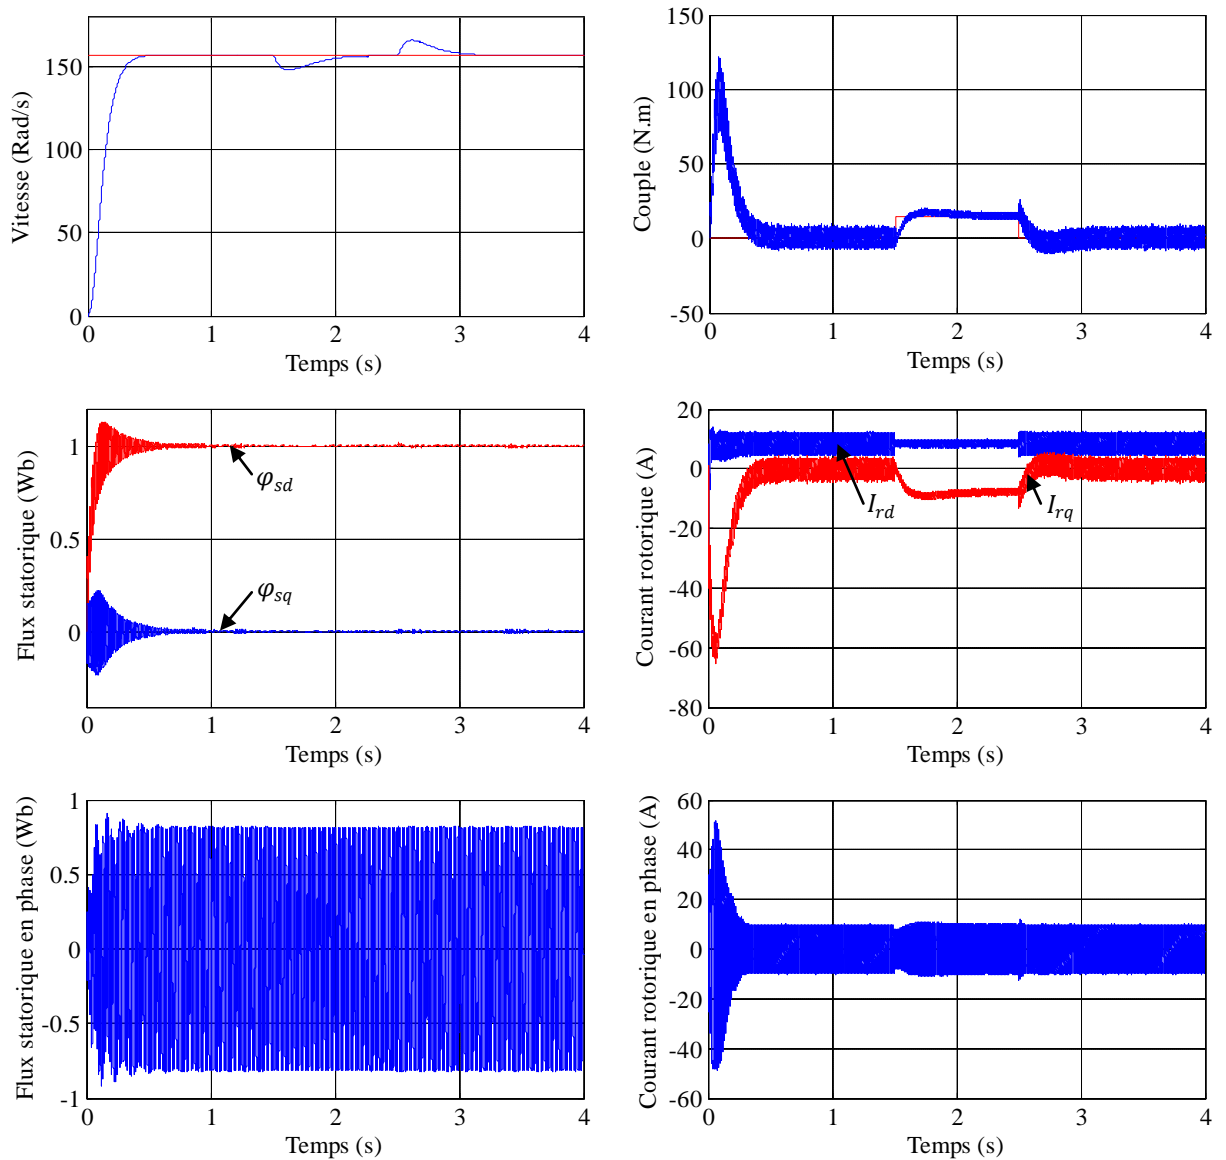 Vitesse (Rad/s)
150
100
50
0
0 1 2 3 4
Temps (s)
Couple (N.m)
150
100
50
0
-50
0 1 2 3 4
Temps (s)
Flux statorique (Wb)
1
0.5
0
φsd
φsq
0 1 2 3 4
Temps (s)
Courant rotorique (A)
20
0
-20
-40
-60
-80
Ird
Irq
0 1 2 3 4
Temps (s)
Flux statorique en phase (Wb)
1
0.5
0
-0.5
-1
0 1 2 3 4
Temps (s)
Courant rotorique en phase (A)
60
40
20
0
-20
-40
-60
0 1 2 3 4
Temps (s)